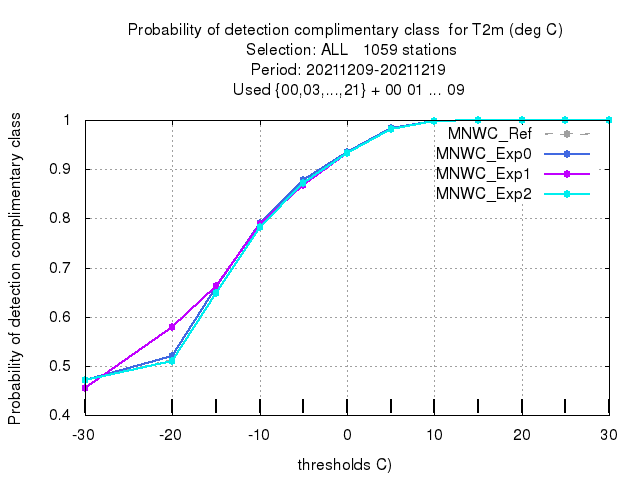 Probability of detection complimentary class  for T2m (deg C)
Selection: ALL   1059 stations
Period: 20211209-20211219
Used {00,03,...,21} + 00 01 ... 09
Probability of detection complimentary class
1
0.9
0.8
0.7
0.6
0.5
0.4
MNWC_Ref
MNWC_Exp0
MNWC_Exp1
MNWC_Exp2
-30 -20 -10 0 10 20 30
thresholds C)